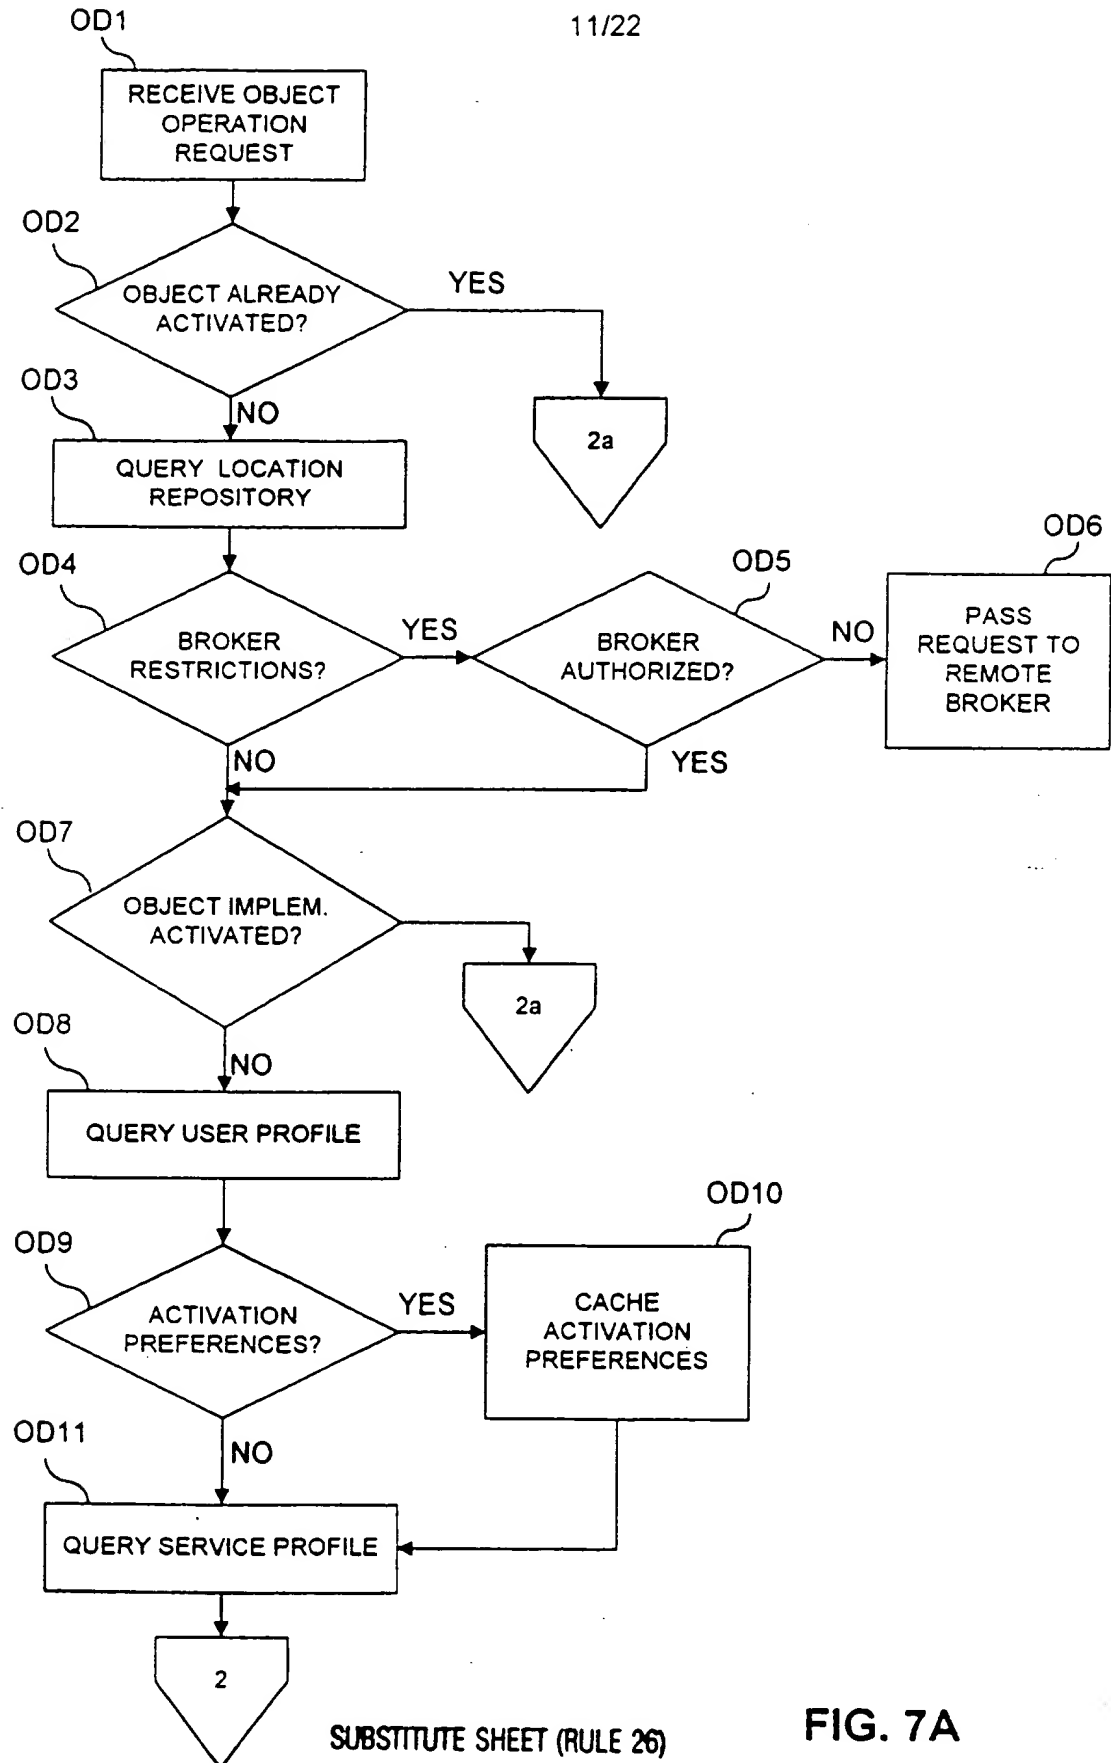 OD1
11/22
RECEIVE OBJECT
OPERATION
REQUEST
OD2
OBJECT ALREADY
ACTIVATED?
YES
NO
2a
OD3
QUERY LOCATION
REPOSITORY
OD4
BROKER
RESTRICTIONS?
YES
NO
OD5
BROKER
AUTHORIZED?
NO
YES
OD6
PASS
REQUEST TO
REMOTE
BROKER
OD7
OBJECT IMPLEM.
ACTIVATED?
2a
NO
OD8
QUERY USER PROFILE
OD9
ACTIVATION
PREFERENCES?
YES
NO
OD10
CACHE
ACTIVATION
PREFERENCES
OD11
QUERY SERVICE PROFILE
2
SUBSTITUTE SHEET (RULE 26)
FIG. 7A